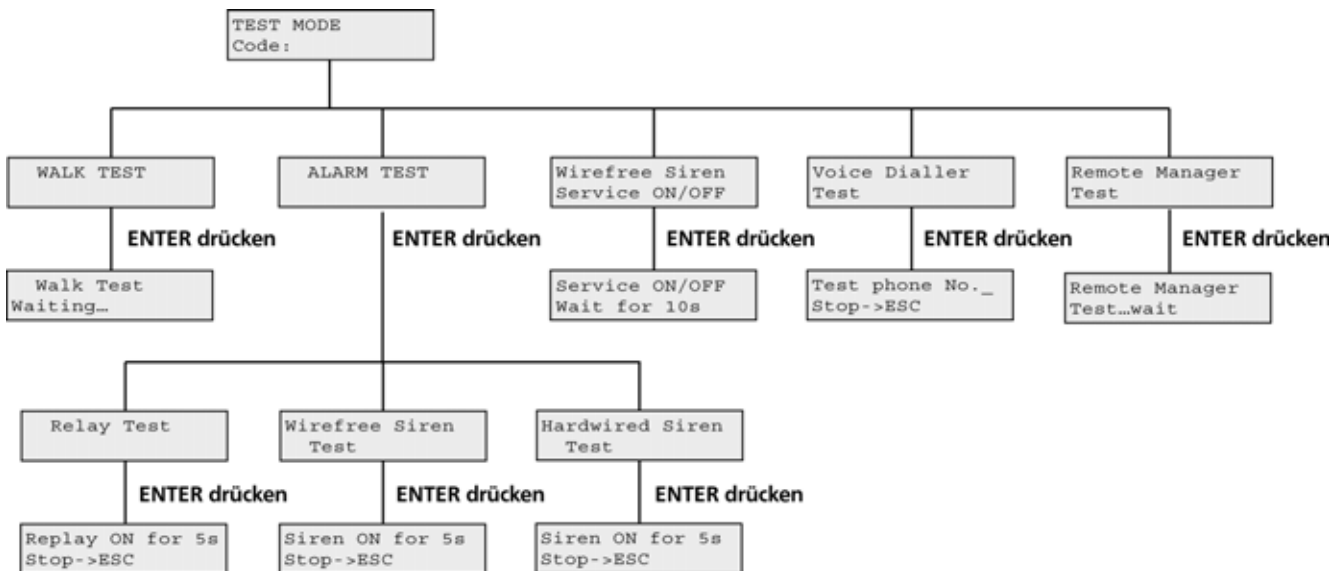 TEST MODE
Code:
WALK TEST
ALARM TEST
Wirefree Siren
Service ON/OFF
Voice Dialler
Test
Remote Manager
Test
ENTER drücken
ENTER drücken
ENTER drücken
ENTER drücken
ENTER drücken
Walk Test
Waiting…
Service ON/OFF
Wait for 10s
Test phone No._
Stop->ESC
Remote Manager
Test…wait
Relay Test
Wirefree Siren
Test
Hardwired Siren
Test
ENTER drücken
ENTER drücken
ENTER drücken
Replay ON for 5s
Stop->ESC
Siren ON for 5s
Stop->ESC
Siren ON for 5s
Stop->ESC